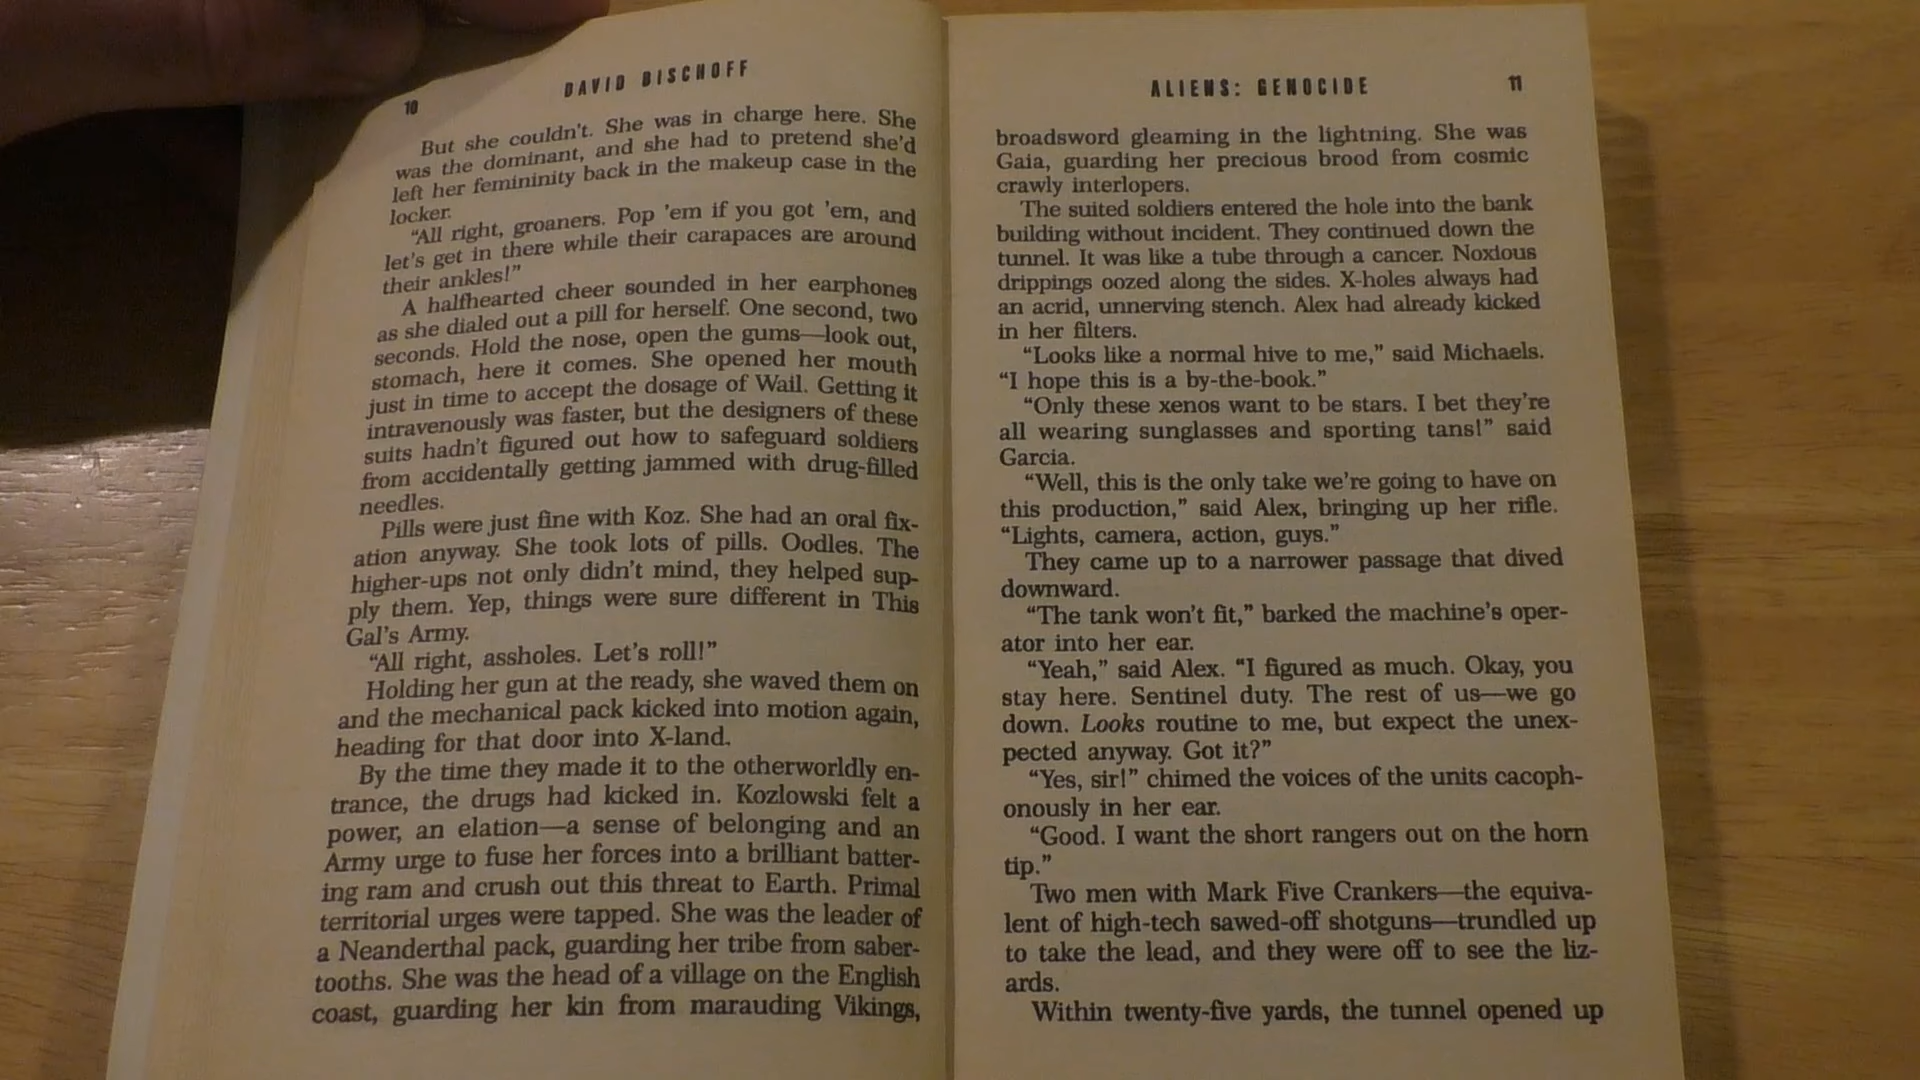 10
DAVID BISCHOFF
But she couldn't. She was in charge here. She
was the dominant, and she had to pretend she'd
left her femininity back in the makeup case in the
locker.
“All right, groaners. Pop 'em if you got 'em, and
let's get in there while their carapaces are around
their ankles!”
A halfhearted cheer sounded in her earphones
as she dialed out a pill for herself. One second, two
seconds. Hold the nose, open the gums—look out,
stomach, here it comes. She opened her mouth
just in time to accept the dosage of Wail. Getting it
intravenously was faster, but the designers of these
suits hadn't figured out how to safeguard soldiers
from accidentally getting jammed with drug-filled
needles.
Pills were just fine with Koz. She had an oral fix-
ation anyway. She took lots of pills. Oodles. The
higher-ups not only didn't mind, they helped sup-
ply them. Yep, things were sure different in This
Gal's Army.
“All right, assholes. Let's roll!”
Holding her gun at the ready, she waved them on
and the mechanical pack kicked into motion again,
heading for that door into X-land.
By the time they made it to the otherworldly en-
trance, the drugs had kicked in. Kozlowski felt a
power, an elation—a sense of belonging and an
Army urge to fuse her forces into a brilliant batter-
ing ram and crush out this threat to Earth. Primal
territorial urges were tapped. She was the leader of
a Neanderthal pack, guarding her tribe from saber-
tooths. She was the head of a village on the English
coast, guarding her kin from marauding Vikings,
ALIENS: GENOCIDE
11
broadsword gleaming in the lightning. She was
Gaia, guarding her precious brood from cosmic
crawly interlopers.
The suited soldiers entered the hole into the bank
building without incident. They continued down the
tunnel. It was like a tube through a cancer. Noxious
drippings oozed along the sides. X-holes always had
an acrid, unnerving stench. Alex had already kicked
in her filters.
“Looks like a normal hive to me,” said Michaels.
“I hope this is a by-the-book.”
“Only these xenos want to be stars. I bet they're
all wearing sunglasses and sporting tans!” said
Garcia.
“Well, this is the only take we're going to have on
this production,” said Alex, bringing up her rifle.
“Lights, camera, action, guys.”
They came up to a narrower passage that dived
downward.
“The tank won't fit,” barked the machine's oper-
ator into her ear.
“Yeah,” said Alex. “I figured as much. Okay, you
stay here. Sentinel duty. The rest of us—we go
down. Looks routine to me, but expect the unex-
pected anyway. Got it?”
“Yes, sir!” chimed the voices of the units cacoph-
onously in her ear.
“Good. I want the short rangers out on the horn
tip.”
Two men with Mark Five Crankers—the equiva-
lent of high-tech sawed-off shotguns—trundled up
to take the lead, and they were off to see the liz-
ards.
Within twenty-five yards, the tunnel opened up